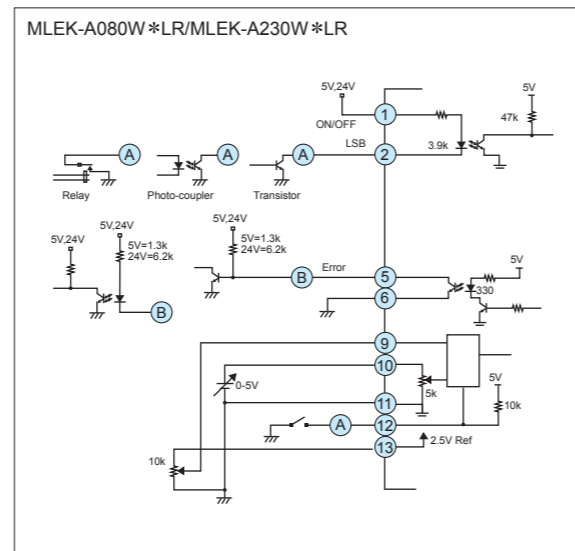 MLEK-A080W*LR/MLEK-A230W*LR
5V,24V
5V
1
47k
ON/OFF
LSB
A
A
A
2
3.9k
Relay
Photo-coupler
Transistor
5V,24V
5V,24V
5V,24V
5V=1.3k
24V=6.2k
5V=1.3k
24V=6.2k
5V
Error
B
5
330
6
B
9
10
5V
0-5V
5k
10k
11
A
12
13
2.5V Ref
10k